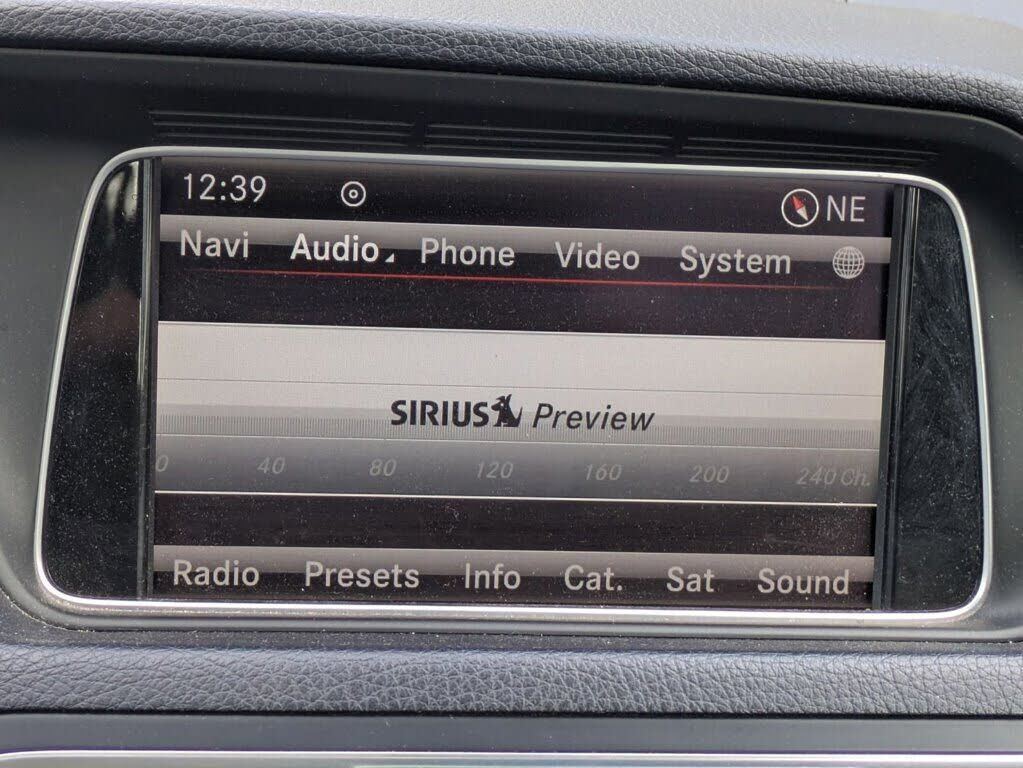 12:39 NE
Navi Audio Phone Video System
SIRIUS Preview
0 40 80 120 160 200 240 Ch.
Radio Presets Info Cat. Sat Sound